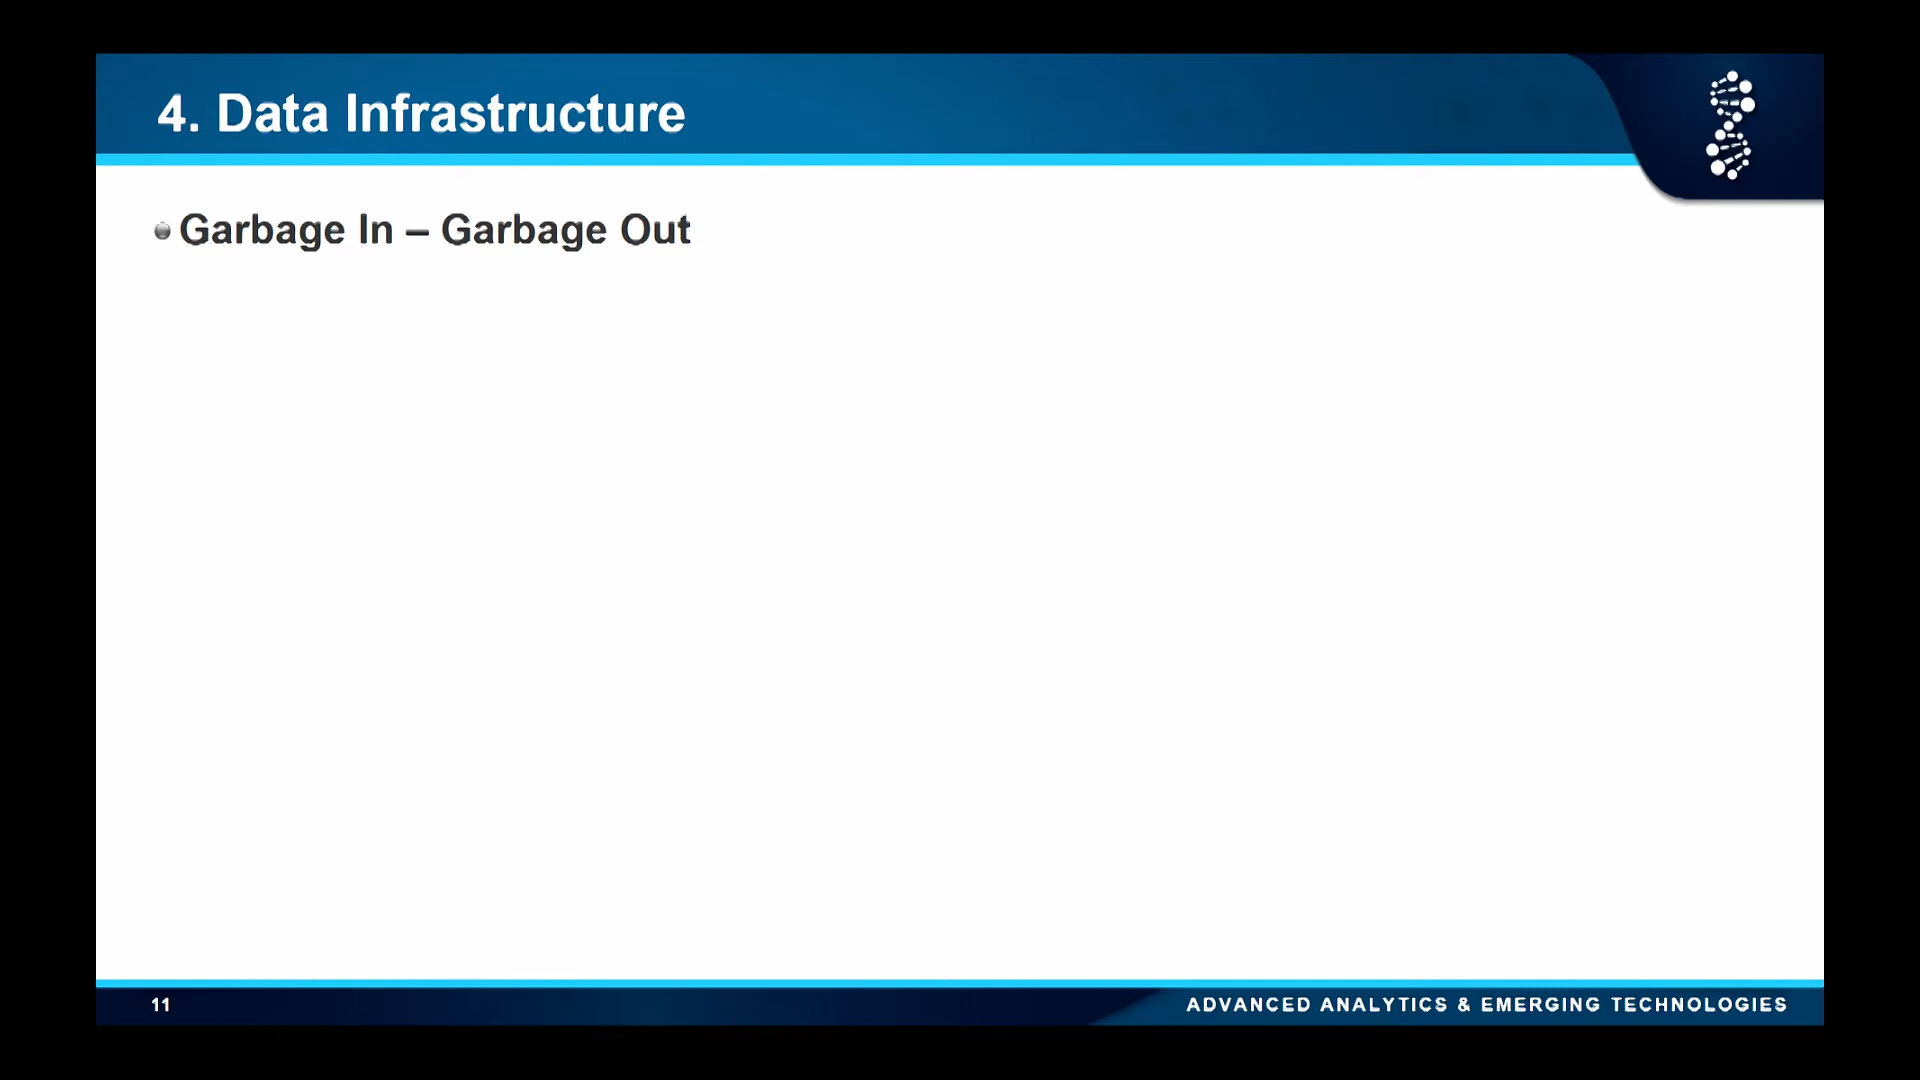 4. Data Infrastructure
Garbage In – Garbage Out
11
ADVANCED ANALYTICS & EMERGING TECHNOLOGIES